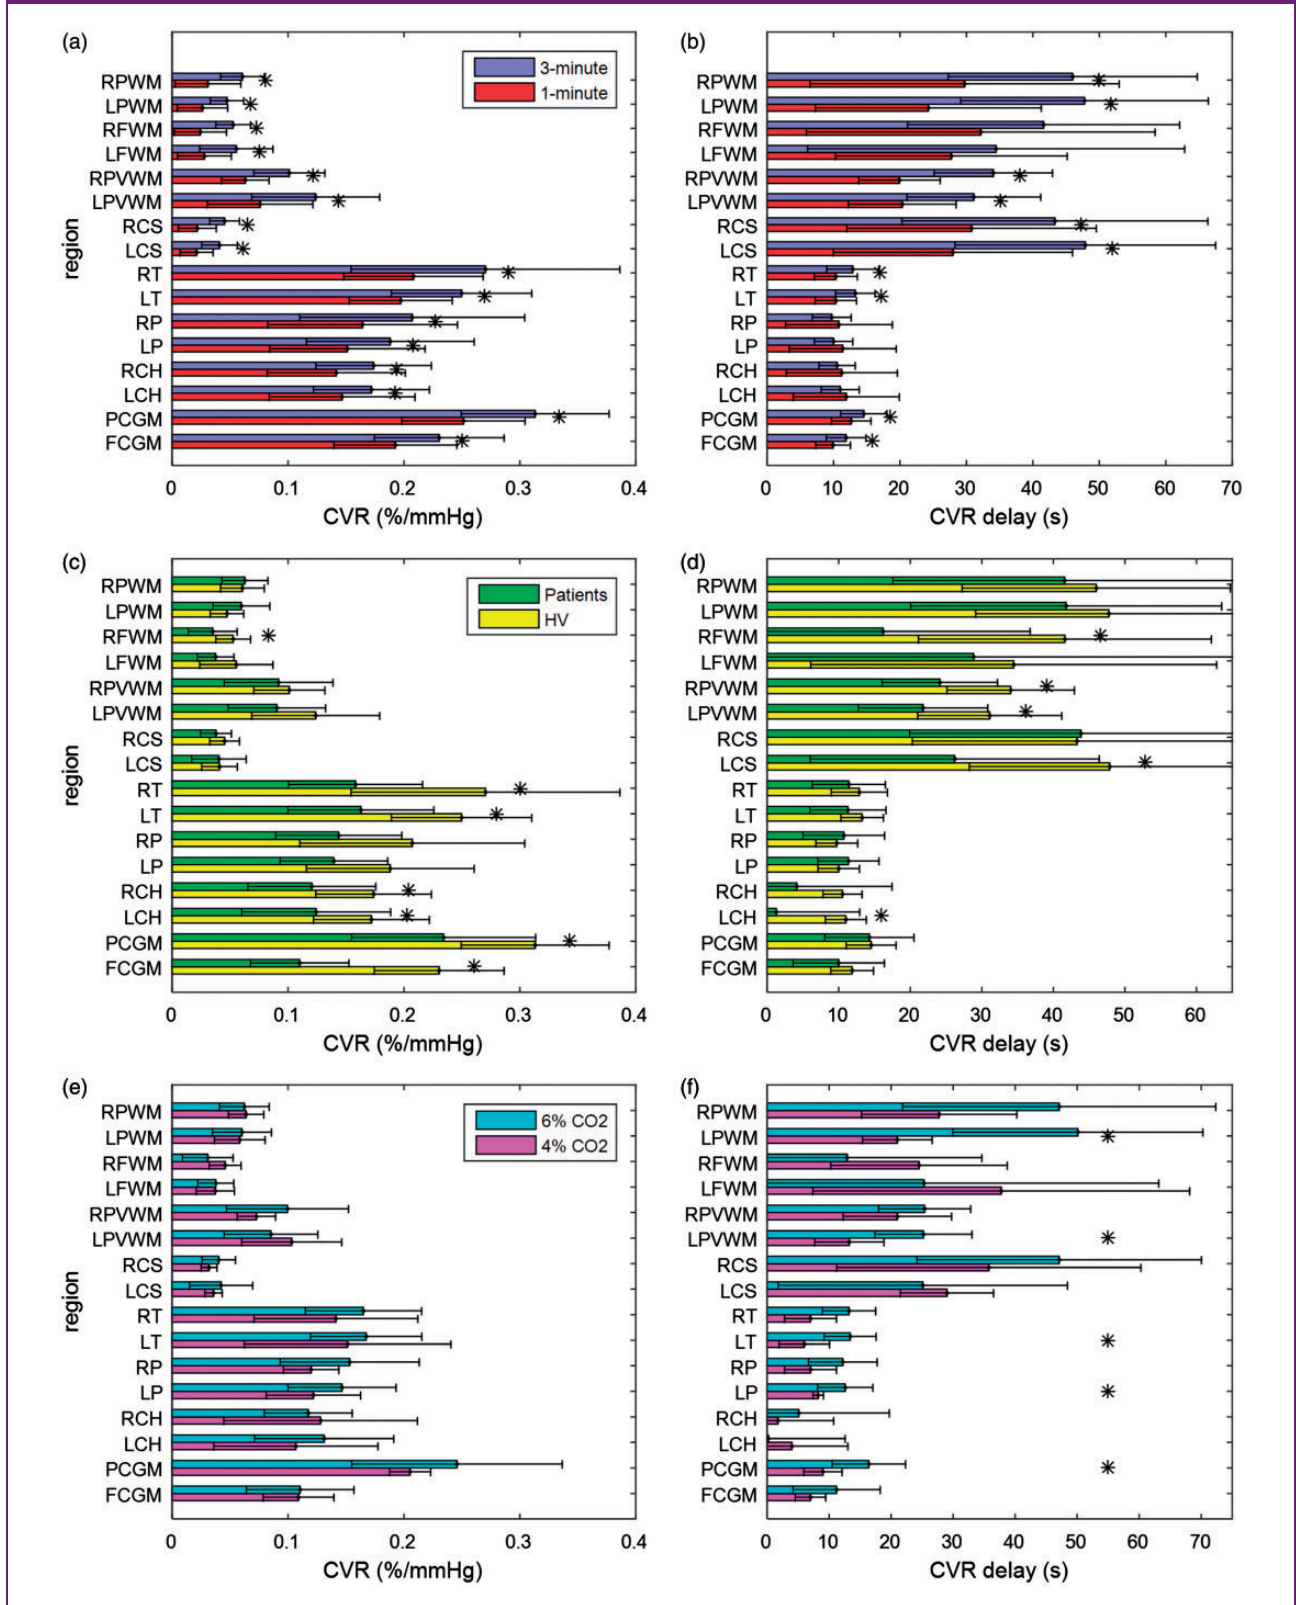 (a)
RPWM
LPWM
RFWM
LFWM
RPVWM
LPVWM
RCS
LCS
RT
LT
RP
LP
RCH
LCH
PCGM
FCGM
region
3-minute
1-minute
0 0.1 0.2 0.3 0.4
CVR (%/mmHg)
(b)
RPWM
LPWM
RFWM
LFWM
RPVWM
LPVWM
RCS
LCS
RT
LT
RP
LP
RCH
LCH
PCGM
FCGM
0 10 20 30 40 50 60 70
CVR delay (s)
(c)
RPWM
LPWM
RFWM
LFWM
RPVWM
LPVWM
RCS
LCS
RT
LT
RP
LP
RCH
LCH
PCGM
FCGM
region
Patients
HV
0 0.1 0.2 0.3 0.4
CVR (%/mmHg)
(d)
RPWM
LPWM
RFWM
LFWM
RPVWM
LPVWM
RCS
LCS
RT
LT
RP
LP
RCH
LCH
PCGM
FCGM
0 10 20 30 40 50 60
CVR delay (s)
(e)
RPWM
LPWM
RFWM
LFWM
RPVWM
LPVWM
RCS
LCS
RT
LT
RP
LP
RCH
LCH
PCGM
FCGM
region
6% CO2
4% CO2
0 0.1 0.2 0.3 0.4
CVR (%/mmHg)
(f)
RPWM
LPWM
RFWM
LFWM
RPVWM
LPVWM
RCS
LCS
RT
LT
RP
LP
RCH
LCH
PCGM
FCGM
0 10 20 30 40 50 60 70
CVR delay (s)